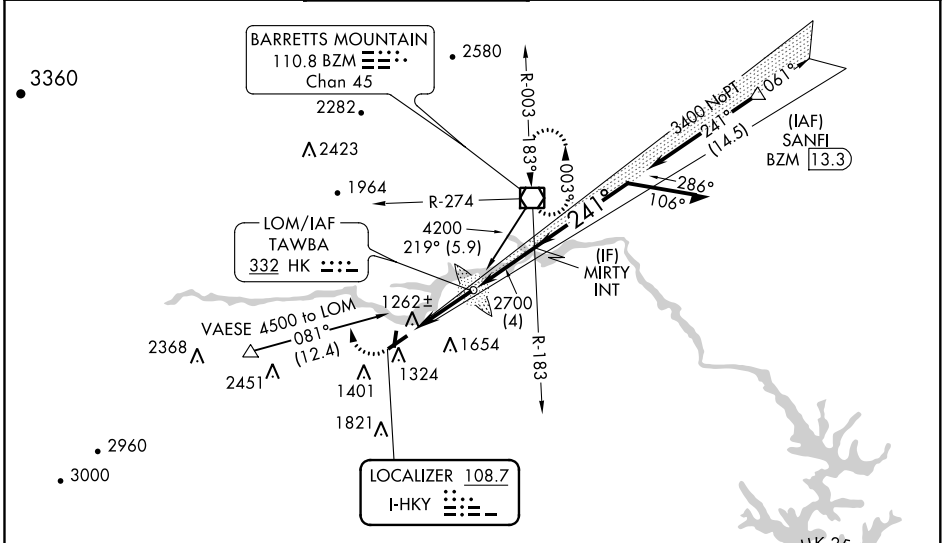 BARRETTS MOUNTAIN
110.8 BZM
Chan 45
2580
3360
2282
2423
1964
R-003
183°
003°
R-274
3400 NoPT
241°
(14.5)
061°
(IAF)
SANFI
BZM 13.3
286°
106°
241°
LOM/IAF
TAWBA
332 HK
4200
219° (5.9)
(IF)
MIRTY
INT
2700
(4)
R-183
1262±
VAESE 4500 to LOM
081°
(12.4)
2368
2451
1654
1324
1401
1821
2960
3000
LOCALIZER 108.7
I-HKY